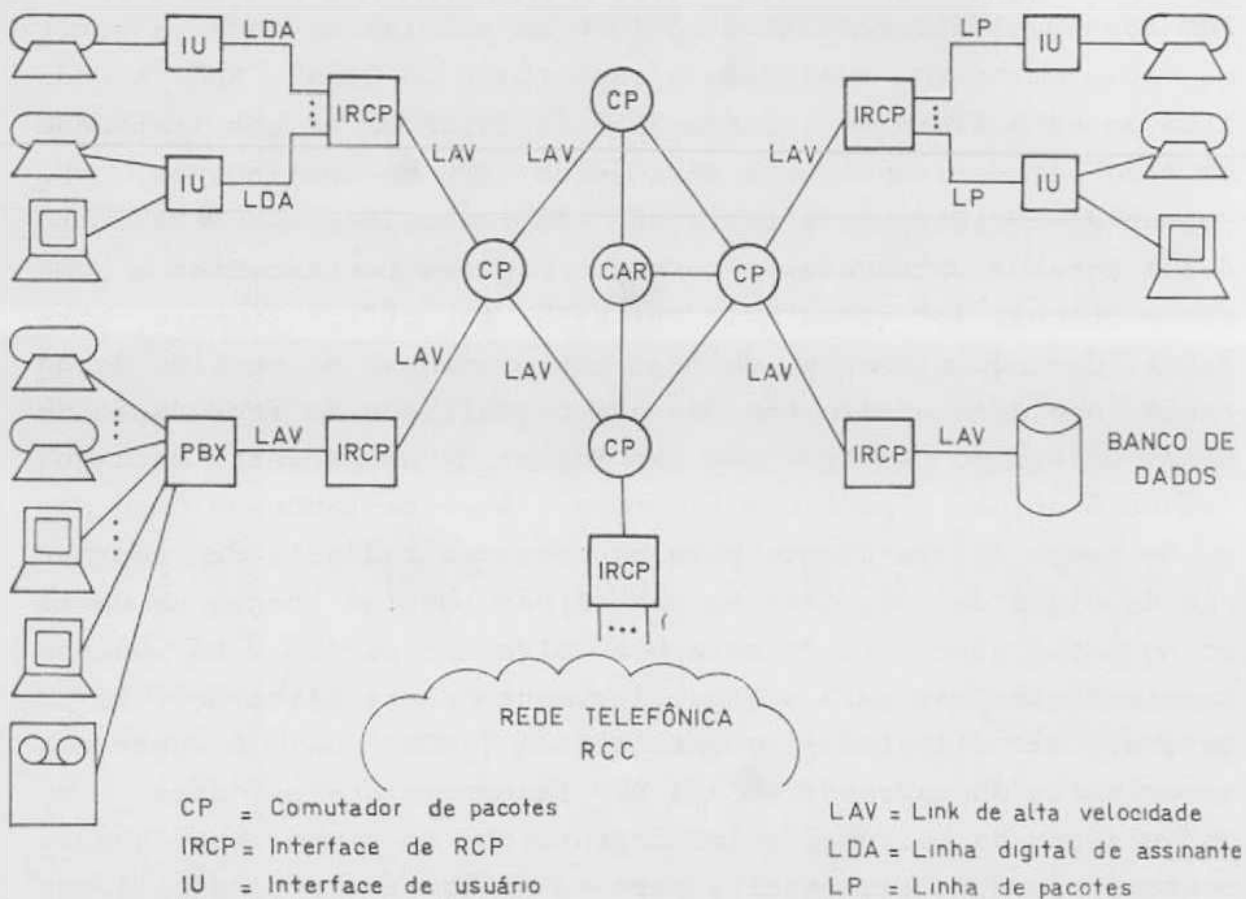 LDA
LP
IU
IU
CP
IRCP
IRCP
LAV
LAV
LAV
IU
LDA
LP
IU
CP
CAR
CP
LAV
LAV
LAV
PBX
LAV
IRCP
CP
IRCP
LAV
BANCO DE
DADOS
IRCP
REDE TELEFÔNICA
RCC
CP = Comutador de pacotes
LAV = Link de alta velocidade
IRCP = Interface de RCP
LDA = Linha digital de assinante
IU = Interface de usuário
LP = Linha de pacotes